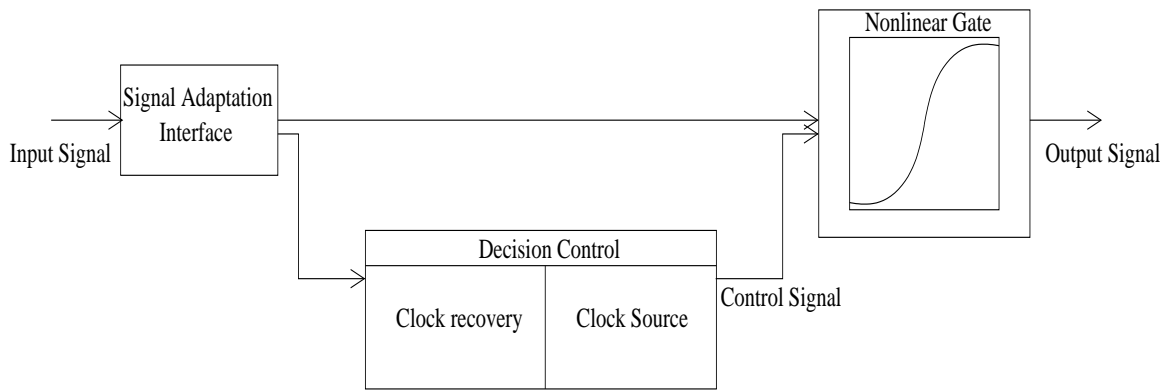 Nonlinear Gate
Signal Adaptation
Interface
Input Signal
Output Signal
Decision Control
Clock recovery
Clock Source
Control Signal